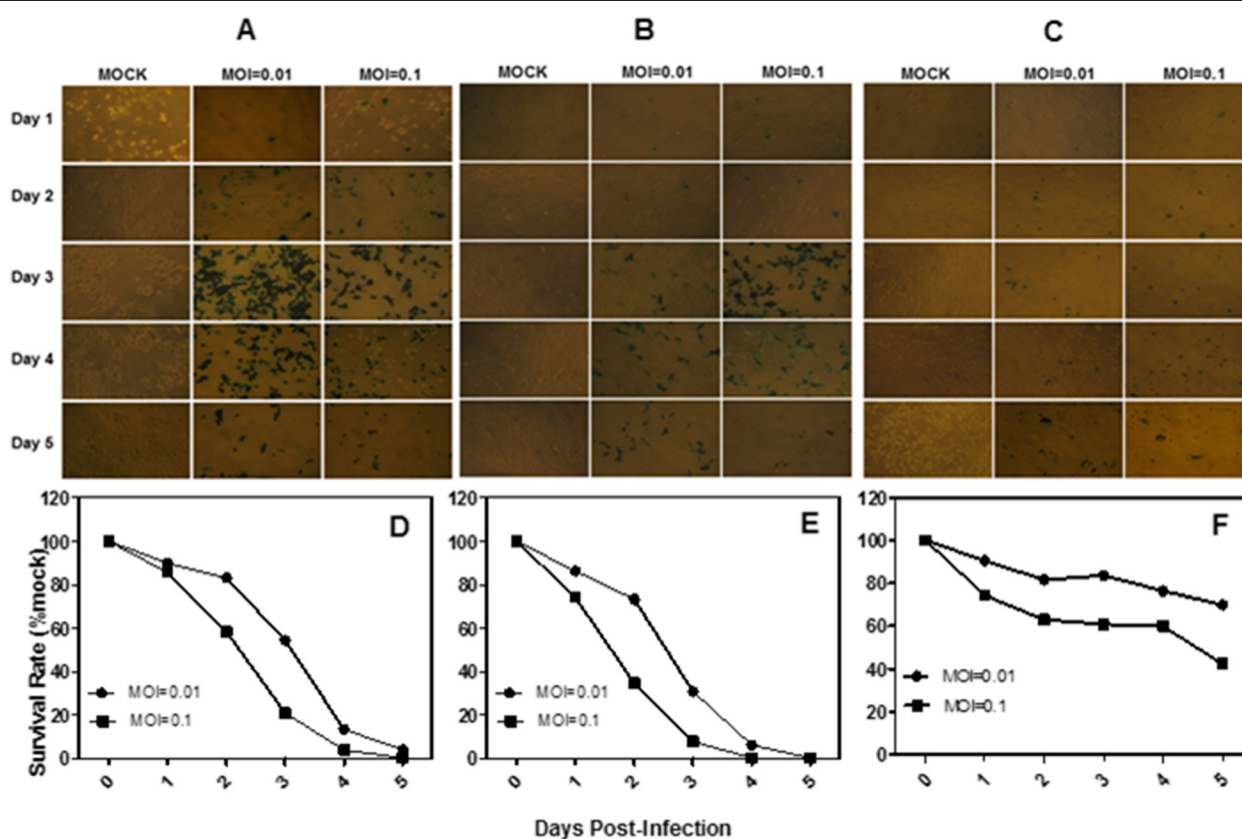 A B C
MOCK MOI=0.01 MOI=0.1 MOCK MOI=0.01 MOI=0.1 MOCK MOI=0.01 MOI=0.1
Day 1
Day 2
Day 3
Day 4
Day 5
Survival Rate (%mock)
120
100
80
60
40
20
0
D
MOI=0.01
MOI=0.1
0 1 2 3 4 5
120
100
80
60
40
20
0
E
MOI=0.01
MOI=0.1
0 1 2 3 4 5
120
100
80
60
40
20
0
F
MOI=0.01
MOI=0.1
0 1 2 3 4 5
Days Post-Infection